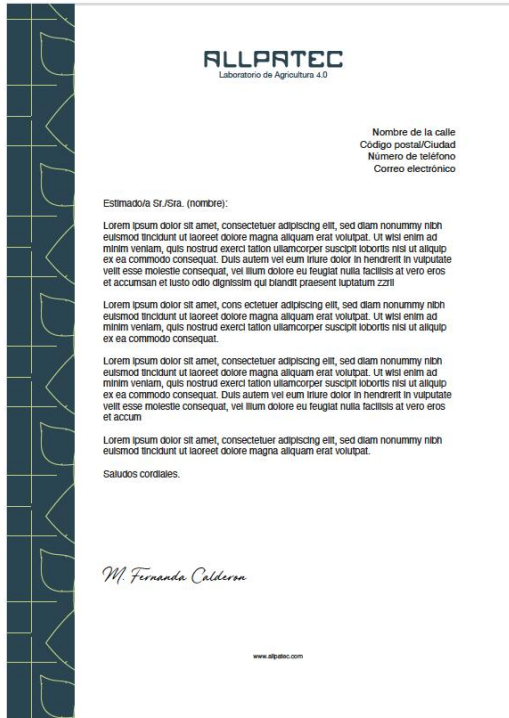 ALLPATEC
Laboratorio de Agricultura 4.0
Nombre de la calle
Código postal/Ciudad
Número de teléfono
Correo electrónico
Estimado/a Sr./Sra. (nombre):
Lorem ipsum dolor sit amet, consectetuer adipiscing elit, sed diam nonummy nibh
euismod tincidunt ut laoreet dolore magna aliquam erat volutpat. Ut wisi enim ad
minim veniam, quis nostrud exerci tation ullamcorper suscipit lobortis nisl ut aliquip
ex ea commodo consequat. Duis autem vel eum iriure dolor in hendrerit in vulputate
velit esse molestie consequat, vel illum dolore eu feugiat nulla facilisis at vero eros
et accumsan et iusto odio dignissim qui blandit praesent luptatum zzril
Lorem ipsum dolor sit amet, cons ectetuer adipiscing elit, sed diam nonummy nibh
euismod tincidunt ut laoreet dolore magna aliquam erat volutpat. Ut wisi enim ad
minim veniam, quis nostrud exerci tation ullamcorper suscipit lobortis nisl ut aliquip
ex ea commodo consequat.
Lorem ipsum dolor sit amet, consectetuer adipiscing elit, sed diam nonummy nibh
euismod tincidunt ut laoreet dolore magna aliquam erat volutpat. Ut wisi enim ad
minim veniam, quis nostrud exerci tation ullamcorper suscipit lobortis nisl ut aliquip
ex ea commodo consequat. Duis autem vel eum iriure dolor in hendrerit in vulputate
velit esse molestie consequat, vel illum dolore eu feugiat nulla facilisis at vero eros
et accum
Lorem ipsum dolor sit amet, consectetuer adipiscing elit, sed diam nonummy nibh
euismod tincidunt ut laoreet dolore magna aliquam erat volutpat.
Saludos cordiales.
M. Fernanda Calderon
www.allpatec.com